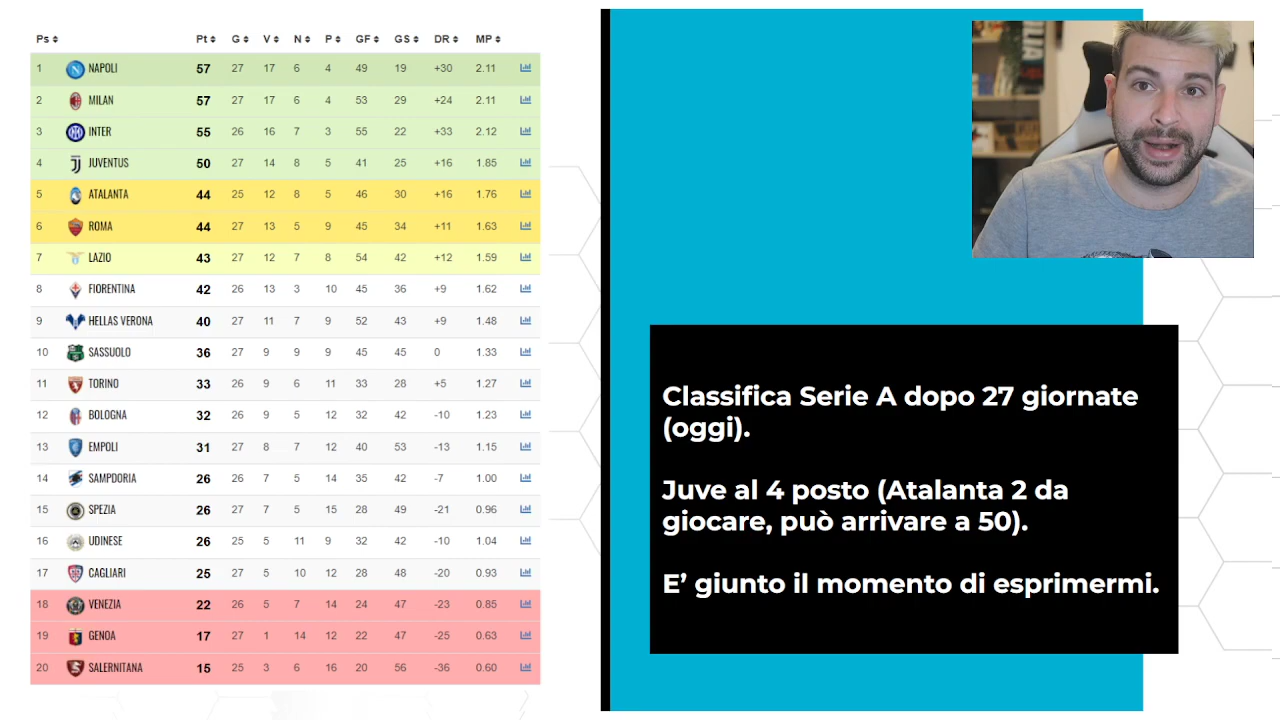 Ps Pt G V N P GF GS DR MP
1 NAPOLI 57 27 17 6 4 49 19 +30 2.11
2 MILAN 57 27 17 6 4 53 29 +24 2.11
3 INTER 55 26 16 7 3 55 22 +33 2.12
4 JUVENTUS 50 27 14 8 5 41 25 +16 1.85
5 ATALANTA 44 25 12 8 5 46 30 +16 1.76
6 ROMA 44 27 13 5 9 45 34 +11 1.63
7 LAZIO 43 27 12 7 8 54 42 +12 1.59
8 FIORENTINA 42 26 13 3 10 45 36 +9 1.62
9 HELLAS VERONA 40 27 11 7 9 52 43 +9 1.48
10 SASSUOLO 36 27 9 9 9 45 45 0 1.33
11 TORINO 33 26 9 6 11 33 28 +5 1.27
12 BOLOGNA 32 26 9 5 12 32 42 -10 1.23
13 EMPOLI 31 27 8 7 12 40 53 -13 1.15
14 SAMPDORIA 26 26 7 5 14 35 42 -7 1.00
15 SPEZIA 26 27 7 5 15 28 49 -21 0.96
16 UDINESE 26 25 5 11 9 32 42 -10 1.04
17 CAGLIARI 25 27 5 10 12 28 48 -20 0.93
18 VENEZIA 22 26 5 7 14 24 47 -23 0.85
19 GENOA 17 27 1 14 12 22 47 -25 0.63
20 SALERNITANA 15 25 3 6 16 20 56 -36 0.60
Classifica Serie A dopo 27 giornate
(oggi).
Juve al 4 posto (Atalanta 2 da
giocare, può arrivare a 50).
E' giunto il momento di esprimermi.